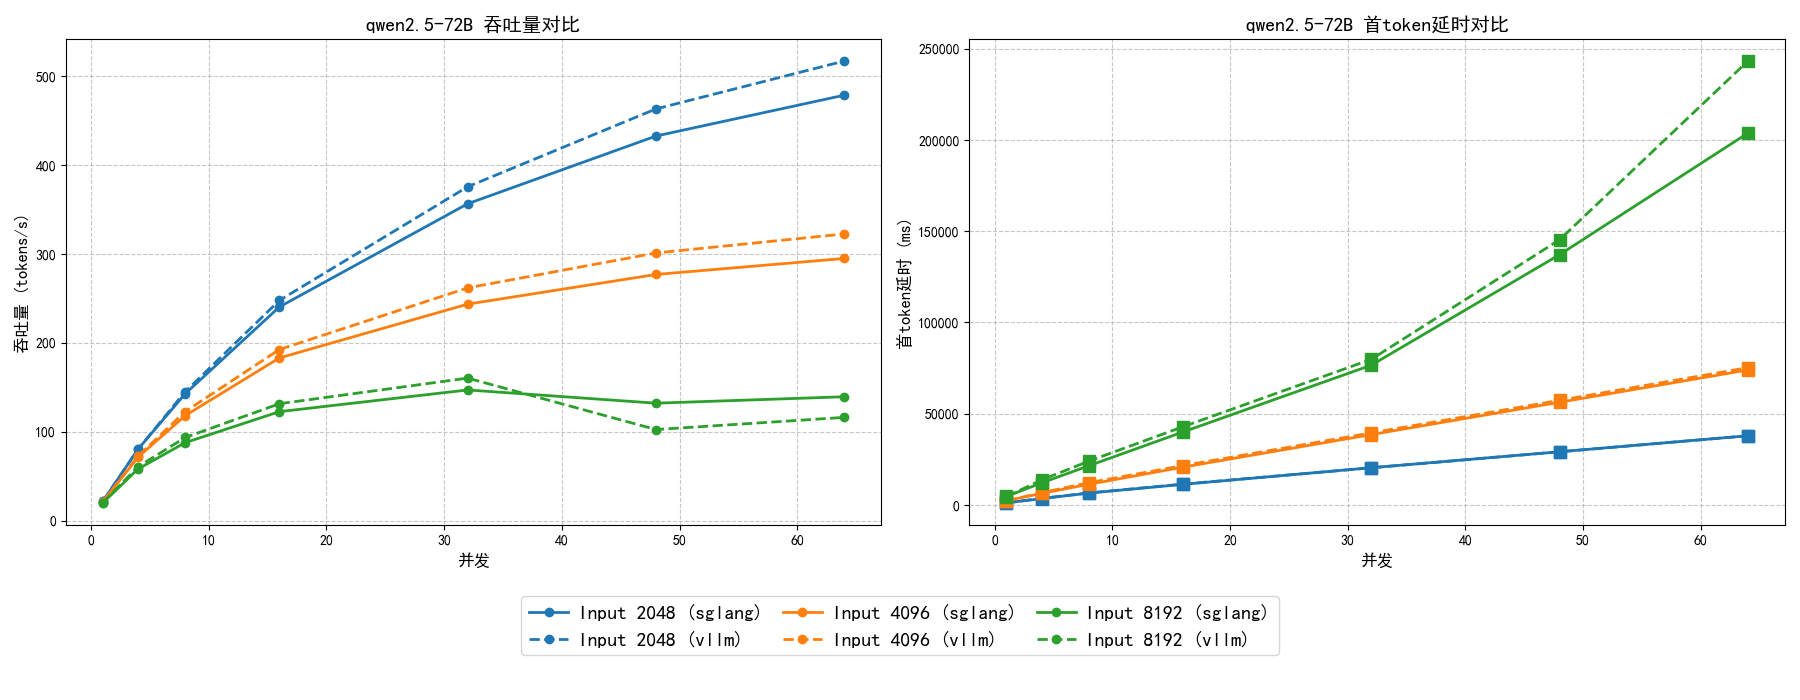 qwen2.5-72B 吞吐量对比
吞吐量 (tokens/s)
500
400
300
200
100
0
0 10 20 30 40 50 60
并发
qwen2.5-72B 首token延时对比
首token延时 (ms)
250000
200000
150000
100000
50000
0
0 10 20 30 40 50 60
并发
Input 2048 (sglang) Input 4096 (sglang) Input 8192 (sglang)
Input 2048 (vllm) Input 4096 (vllm) Input 8192 (vllm)